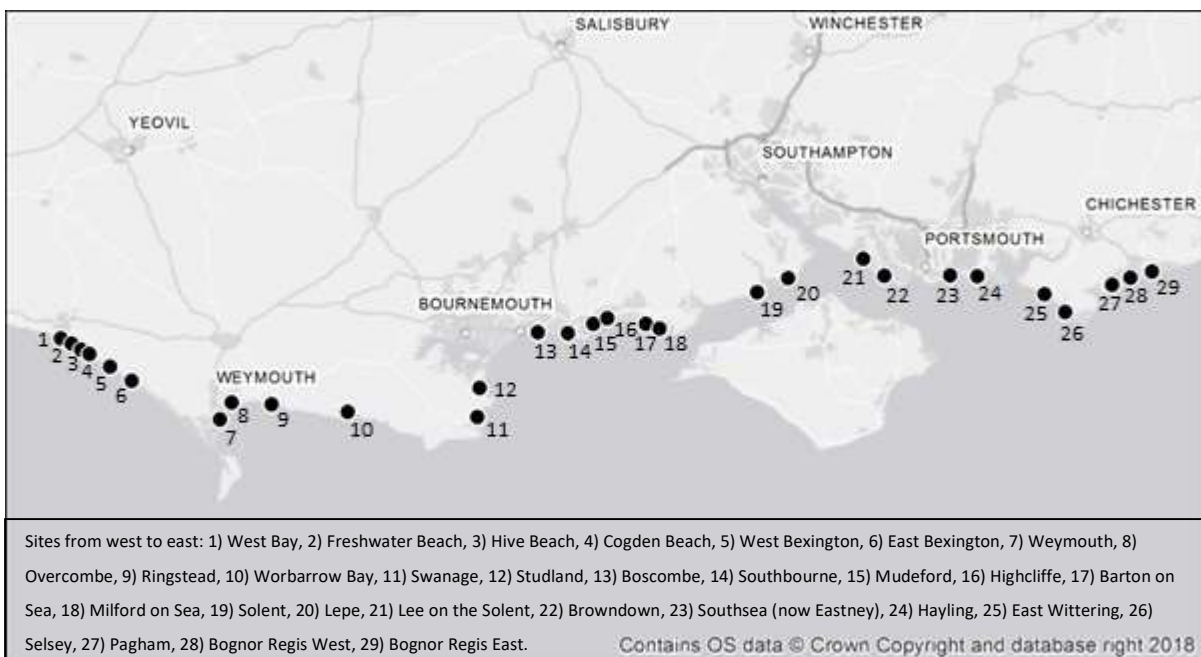 SALISBURY
WINCHESTER
YEOVIL
SOUTHAMPTON
CHICHESTER
PORTSMOUTH
BOURNEMOUTH
WEYMOUTH
1
2
3
4
5
6
7
8
9
10
11
12
13
14
15
16
17
18
19
20
21
22
23
24
25
26
27
28
29
Sites from west to east: 1) West Bay, 2) Freshwater Beach, 3) Hive Beach, 4) Cogden Beach, 5) West Bexington, 6) East Bexington, 7) Weymouth, 8)
Overcombe, 9) Ringstead, 10) Worbarrow Bay, 11) Swanage, 12) Studland, 13) Boscombe, 14) Southbourne, 15) Mudeford, 16) Highcliffe, 17) Barton on
Sea, 18) Milford on Sea, 19) Solent, 20) Lepe, 21) Lee on the Solent, 22) Browndown, 23) Southsea (now Eastney), 24) Hayling, 25) East Wittering, 26)
Selsey, 27) Pagham, 28) Bognor Regis West, 29) Bognor Regis East.
Contains OS data © Crown Copyright and database right 2018